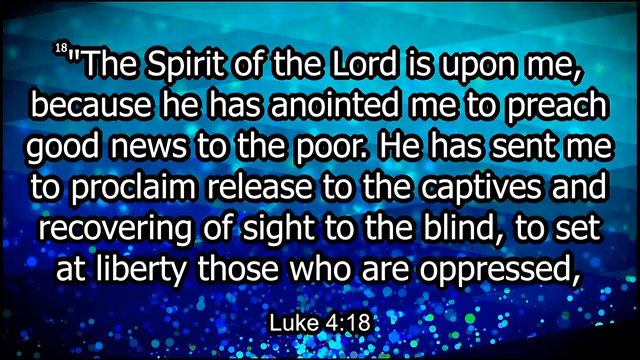 18"The Spirit of the Lord is upon me,
because he has anointed me to preach
good news to the poor. He has sent me
to proclaim release to the captives and
recovering of sight to the blind, to set
at liberty those who are oppressed,
Luke 4:18